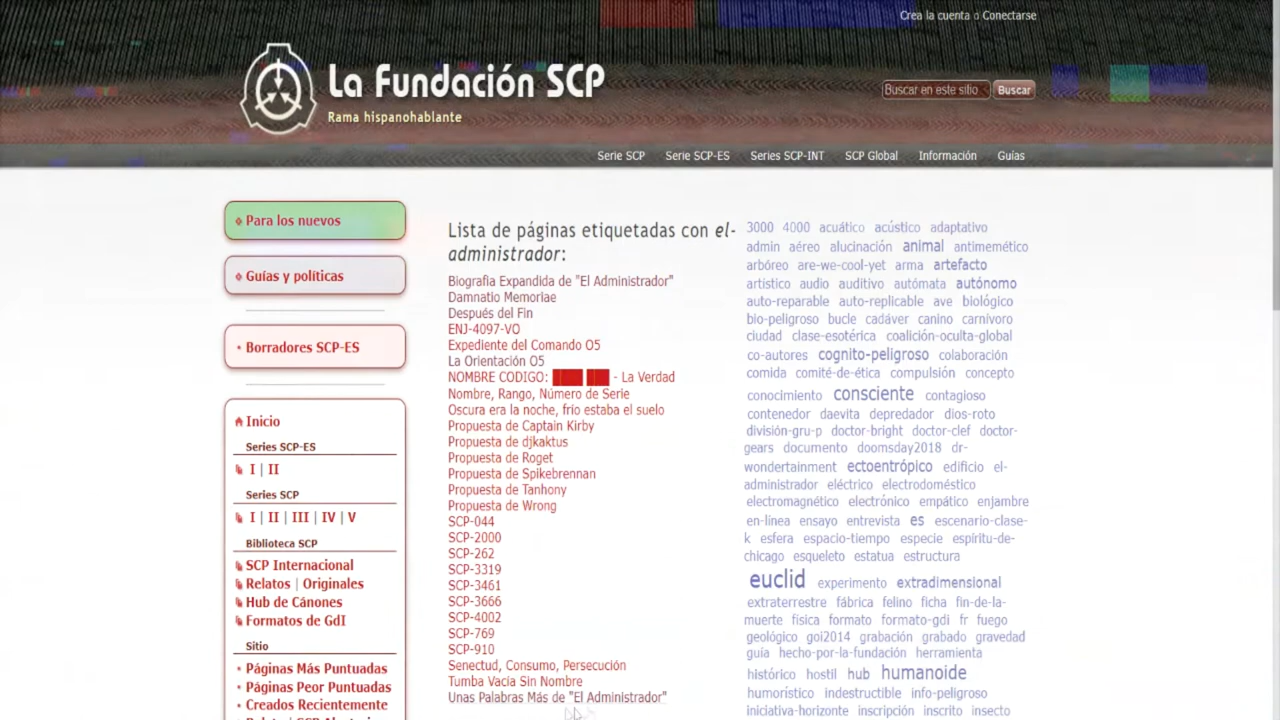 Crea la cuenta o Conectarse
La Fundación SCP
Rama hispanohablante
Buscar en este sitio Buscar
Serie SCP Serie SCP-ES Series SCP-INT SCP Global Información Guías
Para los nuevos
Guías y políticas
Borradores SCP-ES
Inicio
Series SCP-ES
I | II
Series SCP
I | II | III | IV | V
Biblioteca SCP
SCP Internacional
Relatos | Originales
Hub de Cánones
Formatos de GdI
Sitio
Páginas Más Puntuadas
Páginas Peor Puntuadas
Creados Recientemente
Lista de páginas etiquetadas con el-
administrador:
Biografia Expandida de "El Administrador"
Damnatio Memoriae
Después del Fin
ENJ-4097-VO
Expediente del Comando O5
La Orientación O5
NOMBRE CODIGO: ████ ███ - La Verdad
Nombre, Rango, Número de Serie
Oscura era la noche, frío estaba el suelo
Propuesta de Captain Kirby
Propuesta de djkaktus
Propuesta de Roget
Propuesta de Spikebrennan
Propuesta de Tanhony
Propuesta de Wrong
SCP-044
SCP-2000
SCP-262
SCP-3319
SCP-3461
SCP-3666
SCP-4002
SCP-769
SCP-910
Senectud, Consumo, Persecución
Tumba Vacía Sin Nombre
Unas Palabras Más de "El Administrador"
3000 4000 acuático acústico adaptativo
admin aéreo alucinación animal antimemético
arbóreo are-we-cool-yet arma artefacto
artístico audio auditivo autómata autónomo
auto-reparable auto-replicable ave biológico
bio-peligroso bucle cadáver canino carnívoro
ciudad clase-esotérica coalición-oculta-global
co-autores cognito-peligroso colaboración
comida comité-de-ética compulsión concepto
conocimiento consciente contagioso
contenedor daevita depredador dios-roto
división-gru-p doctor-bright doctor-clef doctor-
gears documento doomsday2018 dr-
wondertainment ectoentrópico edificio el-
administrador eléctrico electrodoméstico
electromagnético electrónico empático enjambre
en-línea ensayo entrevista es escenario-clase-
k esfera espacio-tiempo especie espíritu-de-
chicago esqueleto estatua estructura
euclid experimento extradimensional
extraterrestre fábrica felino ficha fin-de-la-
muerte física formato formato-gdi fr fuego
geológico goi2014 grabación grabado gravedad
guía hecho-por-la-fundación herramienta
histórico hostil hub humanoide
humorístico indestructible info-peligroso
iniciativa-horizonte inscripción inscrito insecto